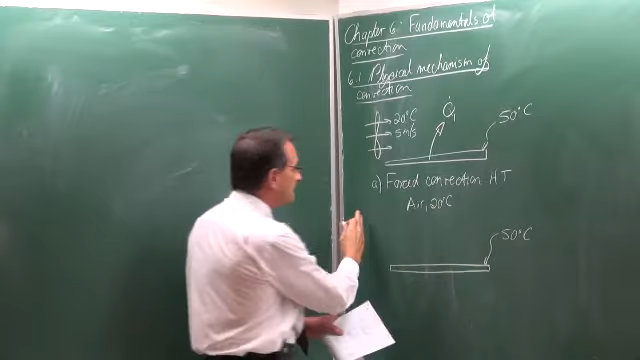 Chapter 6: Fundamentals of
convection
6.1 Physical mechanism of
convection
20°C
5 m/s
Q̇₁
50°C
a) Forced convection HT
Air, 20°C
50°C